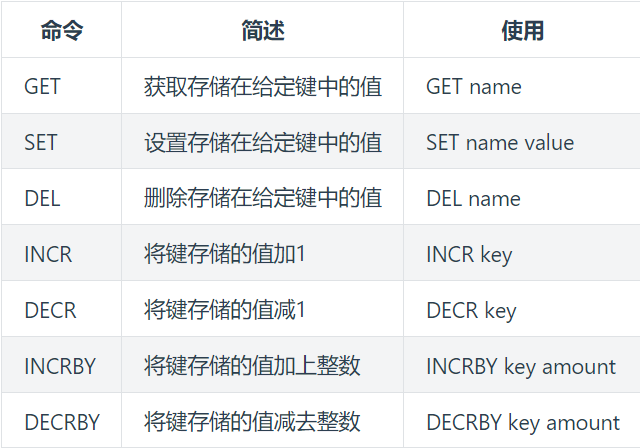 命令 简述 使用
GET 获取存储在给定键中的值 GET name
SET 设置存储在给定键中的值 SET name value
DEL 删除存储在给定键中的值 DEL name
INCR 将键存储的值加1 INCR key
DECR 将键存储的值减1 DECR key
INCRBY 将键存储的值加上整数 INCRBY key amount
DECRBY 将键存储的值减去整数 DECRBY key amount